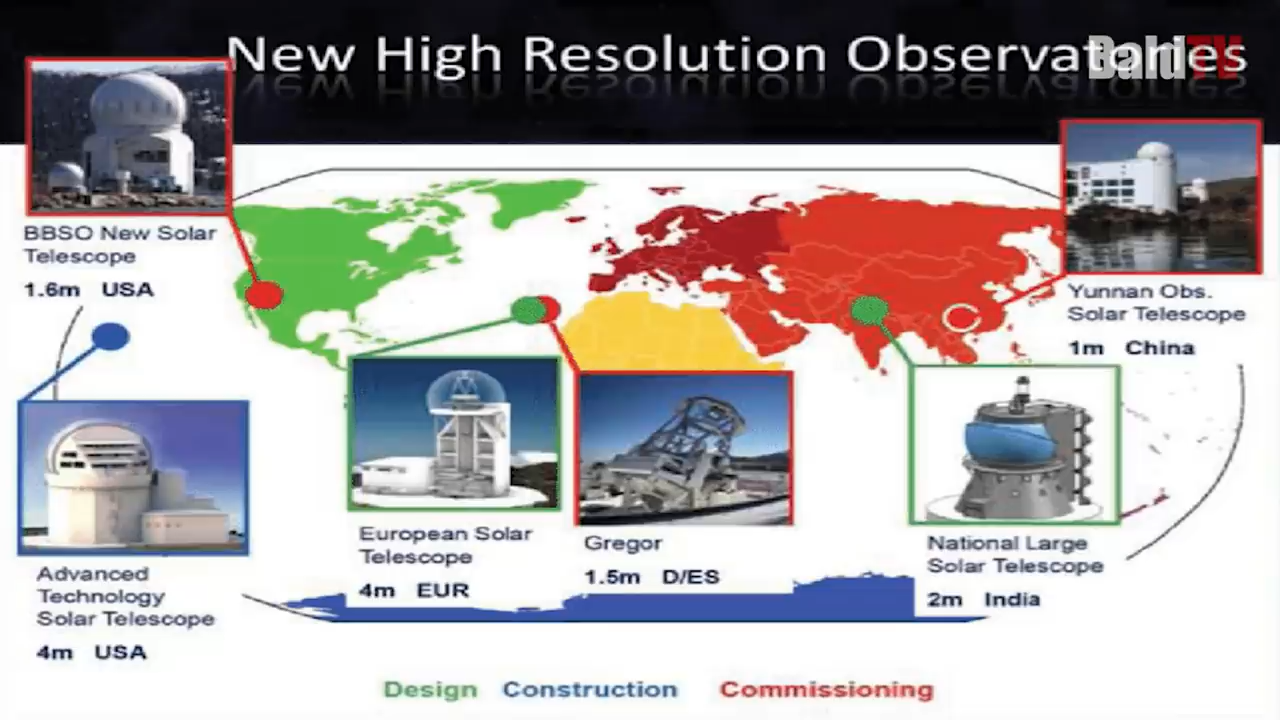 New High Resolution Observatories
BaldTV
BBSO New Solar
Telescope
1.6m USA
Yunnan Obs.
Solar Telescope
1m China
Advanced
Technology
Solar Telescope
4m USA
European Solar
Telescope
4m EUR
Gregor
1.5m D/ES
National Large
Solar Telescope
2m India
Design Construction Commissioning